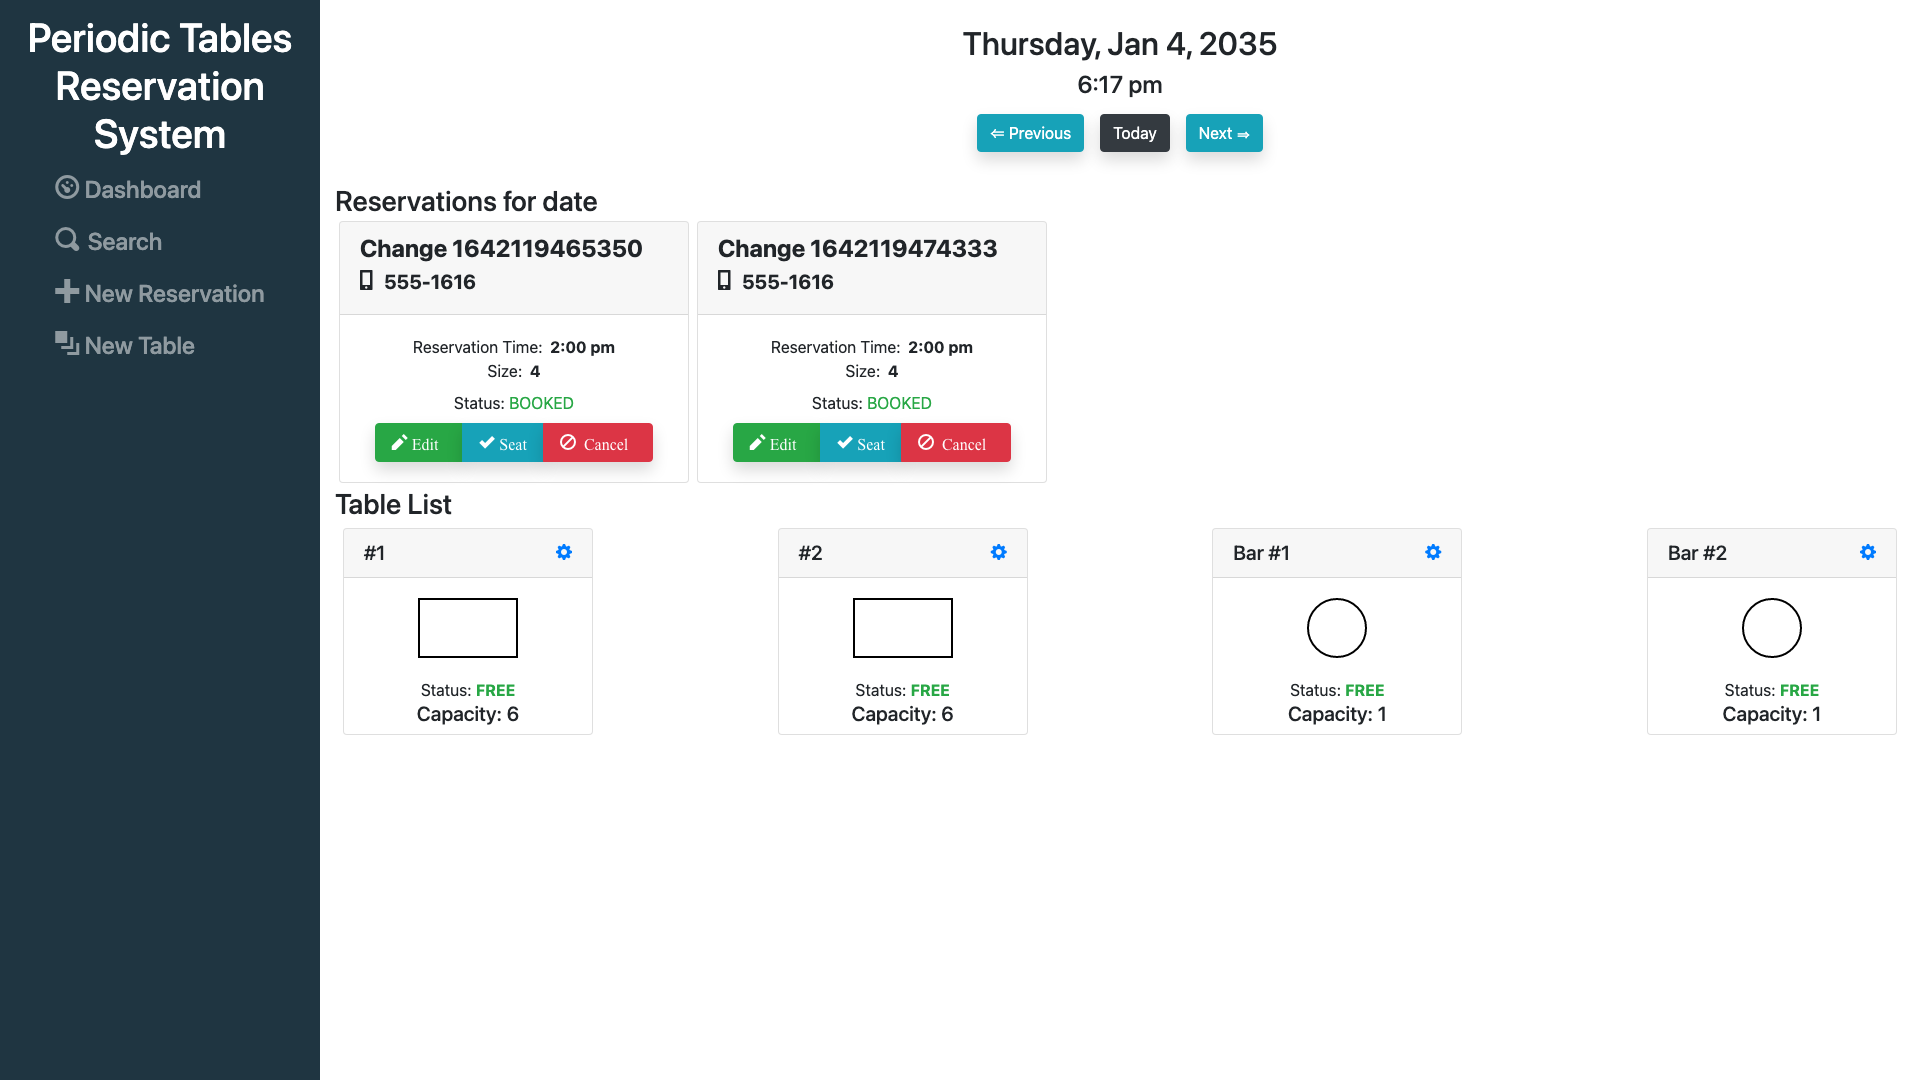 Periodic Tables
Reservation
System
Dashboard
Search
New Reservation
New Table
Thursday, Jan 4, 2035
6:17 pm
⇐ Previous
Today
Next ⇒
Reservations for date
Change 1642119465350
555-1616
Reservation Time: 2:00 pm
Size: 4
Status: BOOKED
Edit
Seat
Cancel
Change 1642119474333
555-1616
Reservation Time: 2:00 pm
Size: 4
Status: BOOKED
Edit
Seat
Cancel
Table List
#1
Status: FREE
Capacity: 6
#2
Status: FREE
Capacity: 6
Bar #1
Status: FREE
Capacity: 1
Bar #2
Status: FREE
Capacity: 1